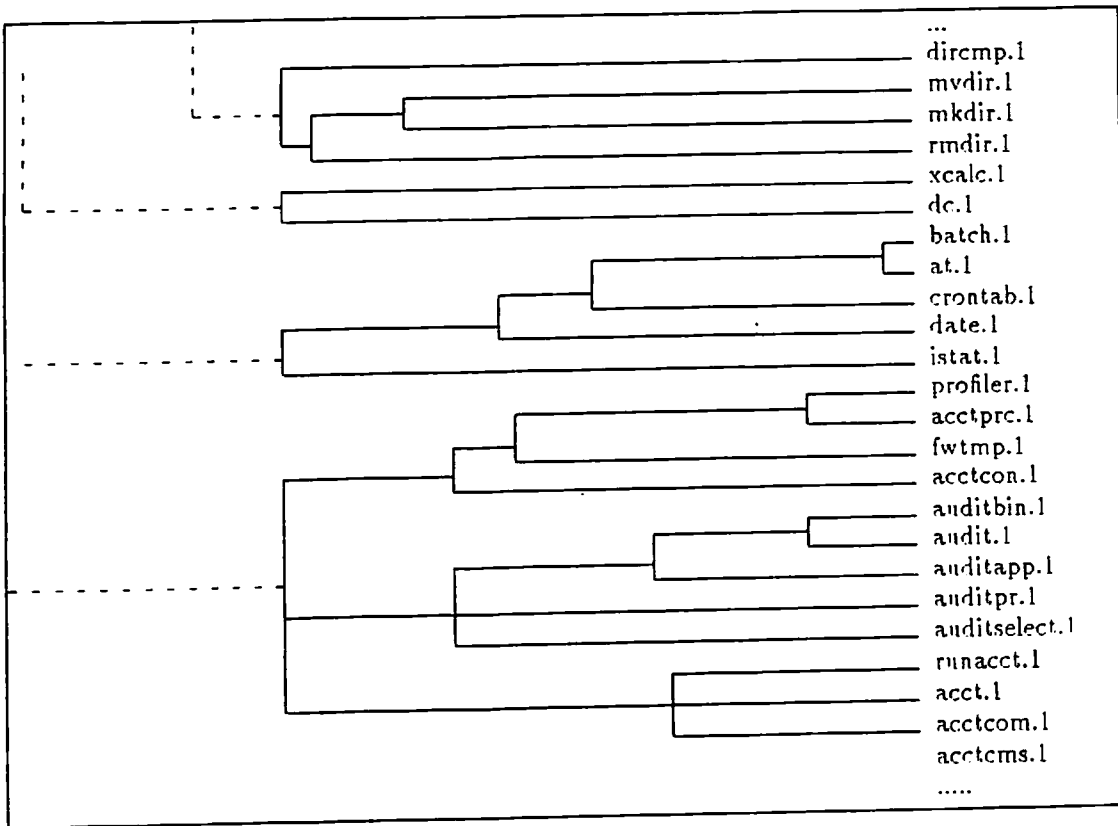 ...
dircmp.1
mvdir.1
mkdir.1
rmdir.1
xcalc.1
dc.1
batch.1
at.1
crontab.1
date.1
istat.1
profiler.1
acctprc.1
fwtmp.1
acctcon.1
auditbin.1
audit.1
auditapp.1
auditpr.1
auditselect.1
runacct.1
acct.1
acctcom.1
acctcms.1
.....